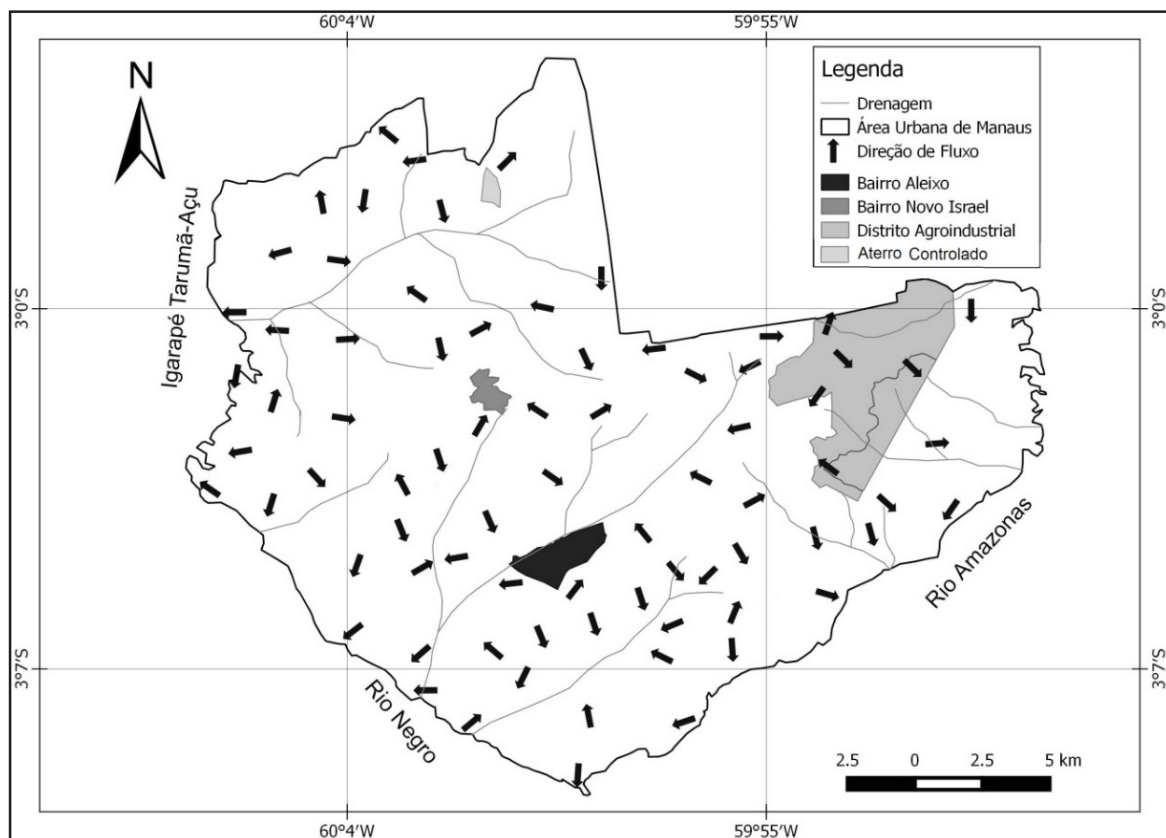 60°4'W
59°55'W
N
Legenda
Drenagem
Área Urbana de Manaus
Direção de Fluxo
Bairro Aleixo
Bairro Novo Israel
Distrito Agroindustrial
Aterro Controlado
Igarapé Tarumã-Açu
3°0'S
3°0'S
Rio Amazonas
3°7'S
3°7'S
Rio Negro
2.5 0 2.5 5 km
60°4'W
59°55'W